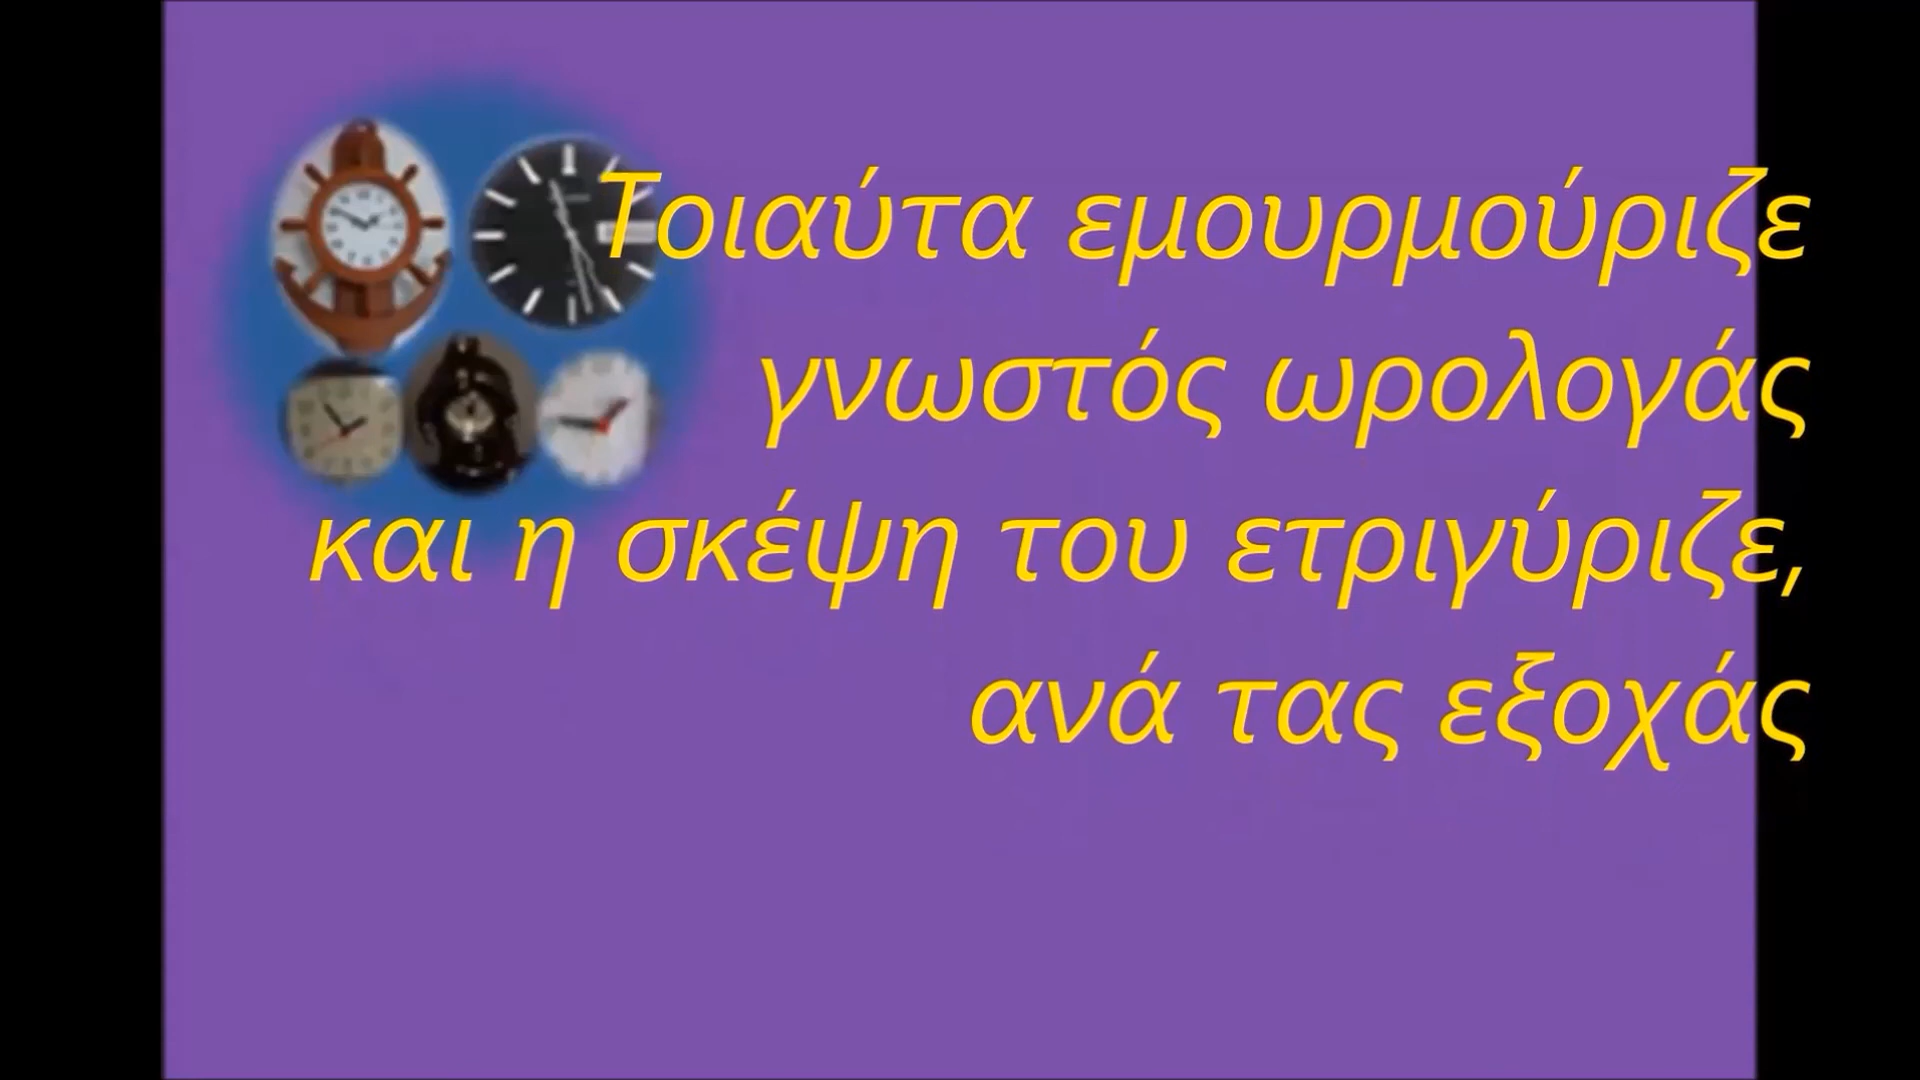 Τοιαύτα εμουρμούριζε
γνωστός ωρολογάς
και η σκέψη του ετριγύριζε,
ανά τας εξοχάς